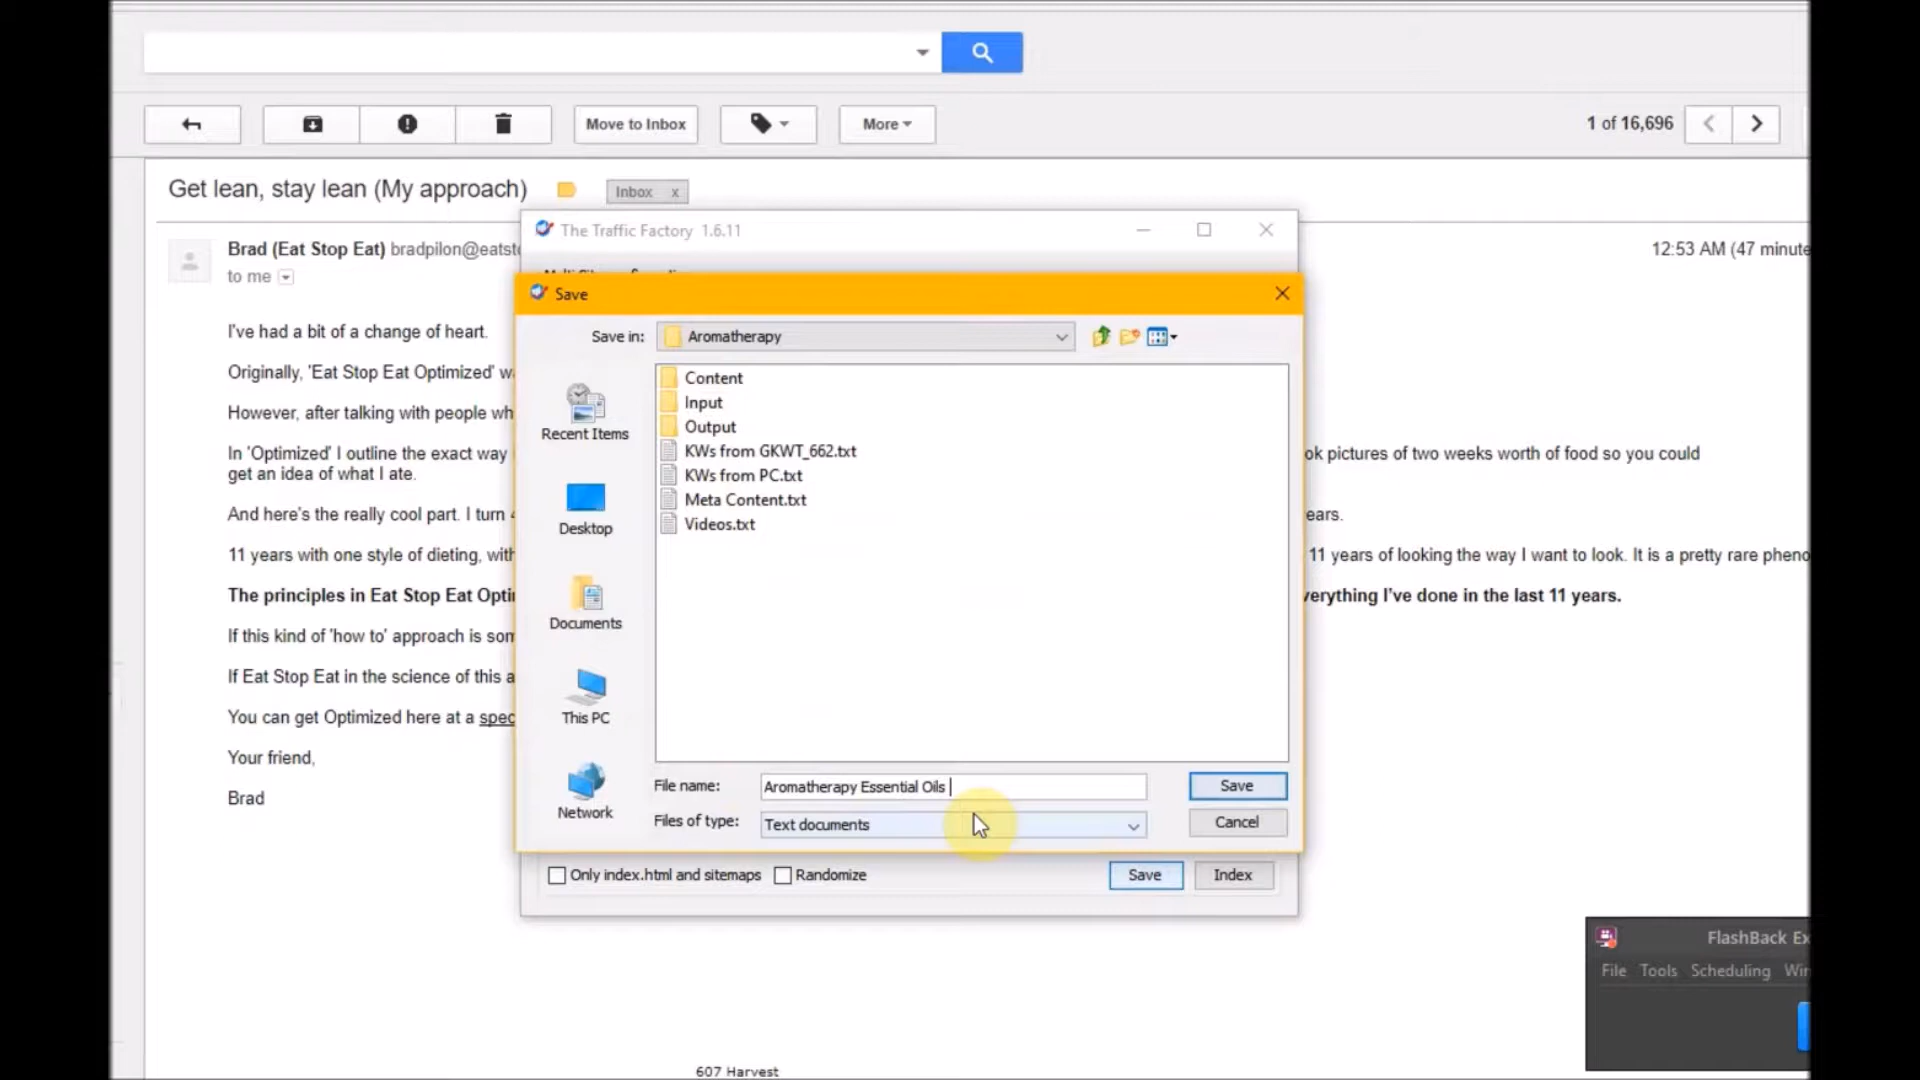 Move to Inbox
More
1 of 16,696
Get lean, stay lean (My approach)
Inbox x
The Traffic Factory 1.6.11
Brad (Eat Stop Eat) bradpilon@eatst
12:53 AM (47 minute
to me
Save
I've had a bit of a change of heart.
Save in: Aromatherapy
Originally, 'Eat Stop Eat Optimized' w
Content
Input
However, after talking with people wh
Output
Recent Items
In 'Optimized' I outline the exact way
KWs from GKWT_662.txt
ok pictures of two weeks worth of food so you could
get an idea of what I ate.
KWs from PC.txt
Meta Content.txt
And here's the really cool part. I turn
ears.
Videos.txt
Desktop
11 years with one style of dieting, with
11 years of looking the way I want to look. It is a pretty rare pheno
The principles in Eat Stop Eat Opti
verything I've done in the last 11 years.
Documents
If this kind of 'how to' approach is som
If Eat Stop Eat in the science of this a
You can get Optimized here at a spec
This PC
Your friend,
Brad
File name: Aromatherapy Essential Oils
Save
Network
Files of type: Text documents
Cancel
Only index.html and sitemaps
Randomize
Save
Index
FlashBack Ex
File Tools Scheduling Win
607 Harvest